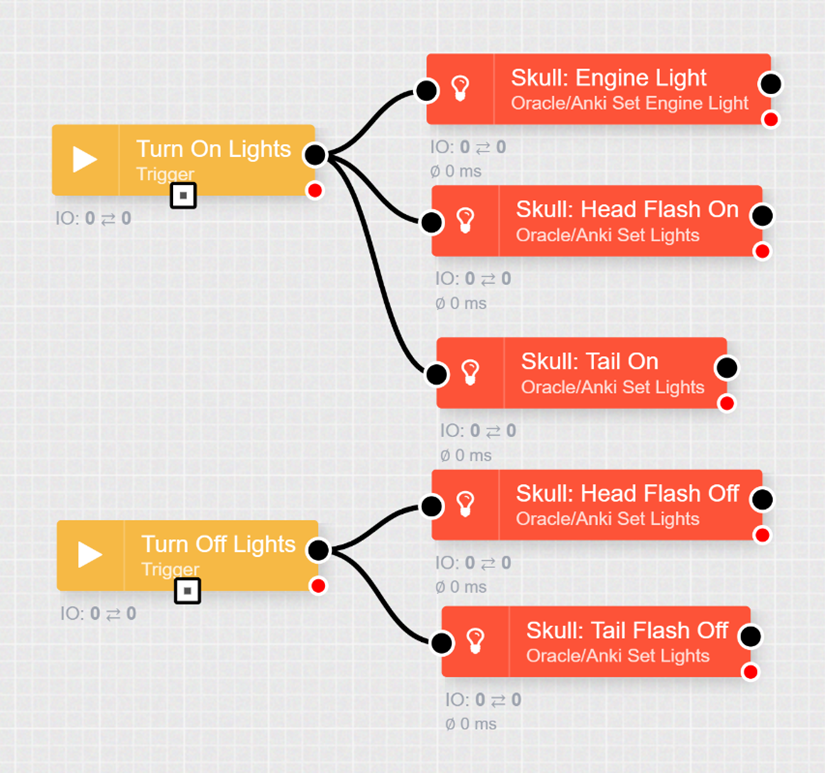 Turn On Lights
Trigger
IO: 0 ⇄ 0
Skull: Engine Light
Oracle/Anki Set Engine Light
IO: 0 ⇄ 0
Ø 0 ms
Skull: Head Flash On
Oracle/Anki Set Lights
IO: 0 ⇄ 0
Ø 0 ms
Skull: Tail On
Oracle/Anki Set Lights
IO: 0 ⇄ 0
Ø 0 ms
Turn Off Lights
Trigger
IO: 0 ⇄ 0
Skull: Head Flash Off
Oracle/Anki Set Lights
IO: 0 ⇄ 0
Ø 0 ms
Skull: Tail Flash Off
Oracle/Anki Set Lights
IO: 0 ⇄ 0
Ø 0 ms